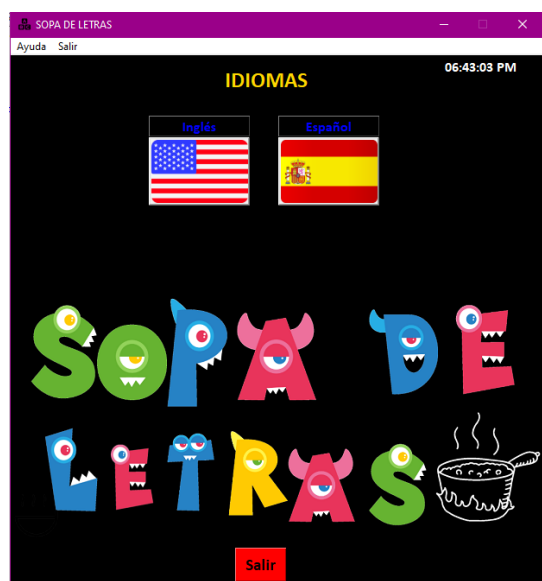 SOPA DE LETRAS
Ayuda Salir
06:43:03 PM
IDIOMAS
Inglés Español
SOPA DE
LETRAS
Salir